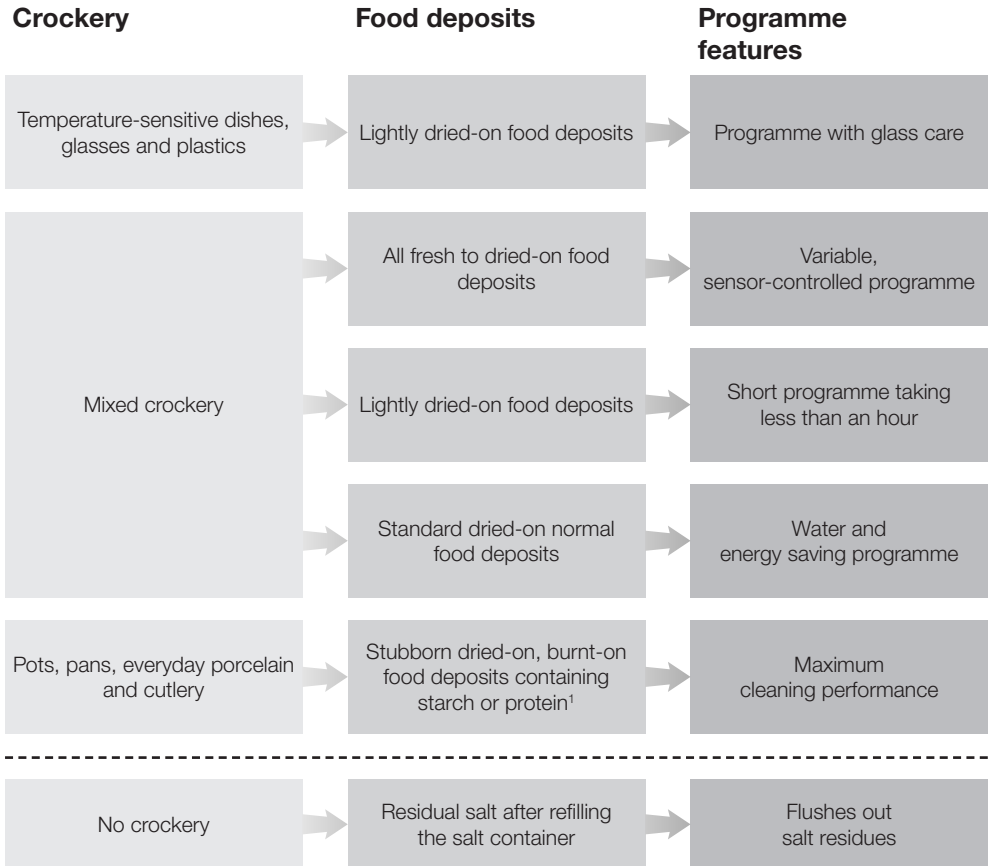 Crockery
Food deposits
Programme
features
Temperature-sensitive dishes,
glasses and plastics
Lightly dried-on food deposits
Programme with glass care
Mixed crockery
All fresh to dried-on food
deposits
Variable,
sensor-controlled programme
Lightly dried-on food deposits
Short programme taking
less than an hour
Standard dried-on normal
food deposits
Water and
energy saving programme
Pots, pans, everyday porcelain
and cutlery
Stubborn dried-on, burnt-on
food deposits containing
starch or protein¹
Maximum
cleaning performance
No crockery
Residual salt after refilling
the salt container
Flushes out
salt residues